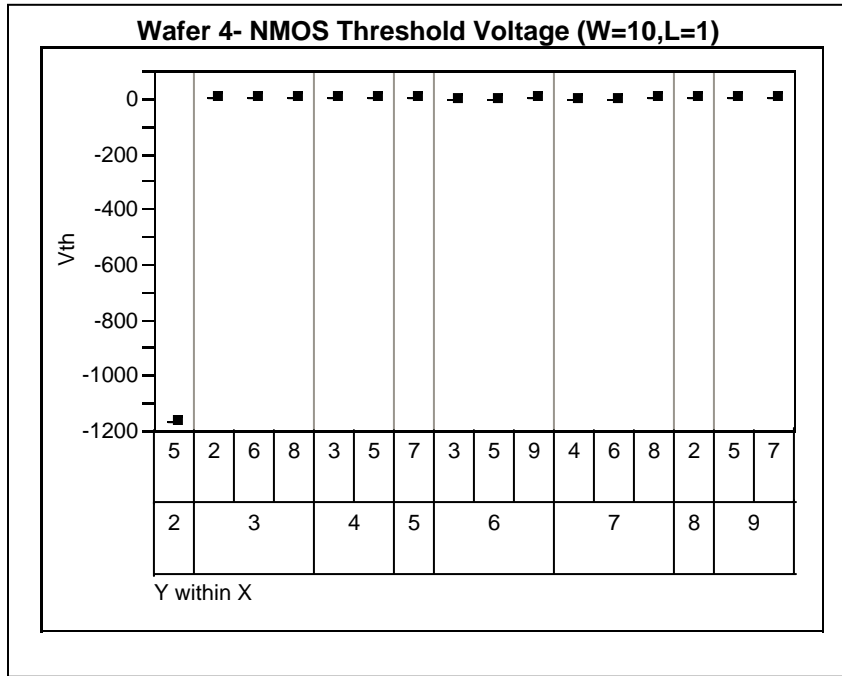 Wafer 4- NMOS Threshold Voltage (W=10,L=1)
0
-200
-400
-600
-800
-1000
-1200
Vth
5 2 6 8 3 5 7 3 5 9 4 6 8 2 5 7
2 3 4 5 6 7 8 9
Y within X